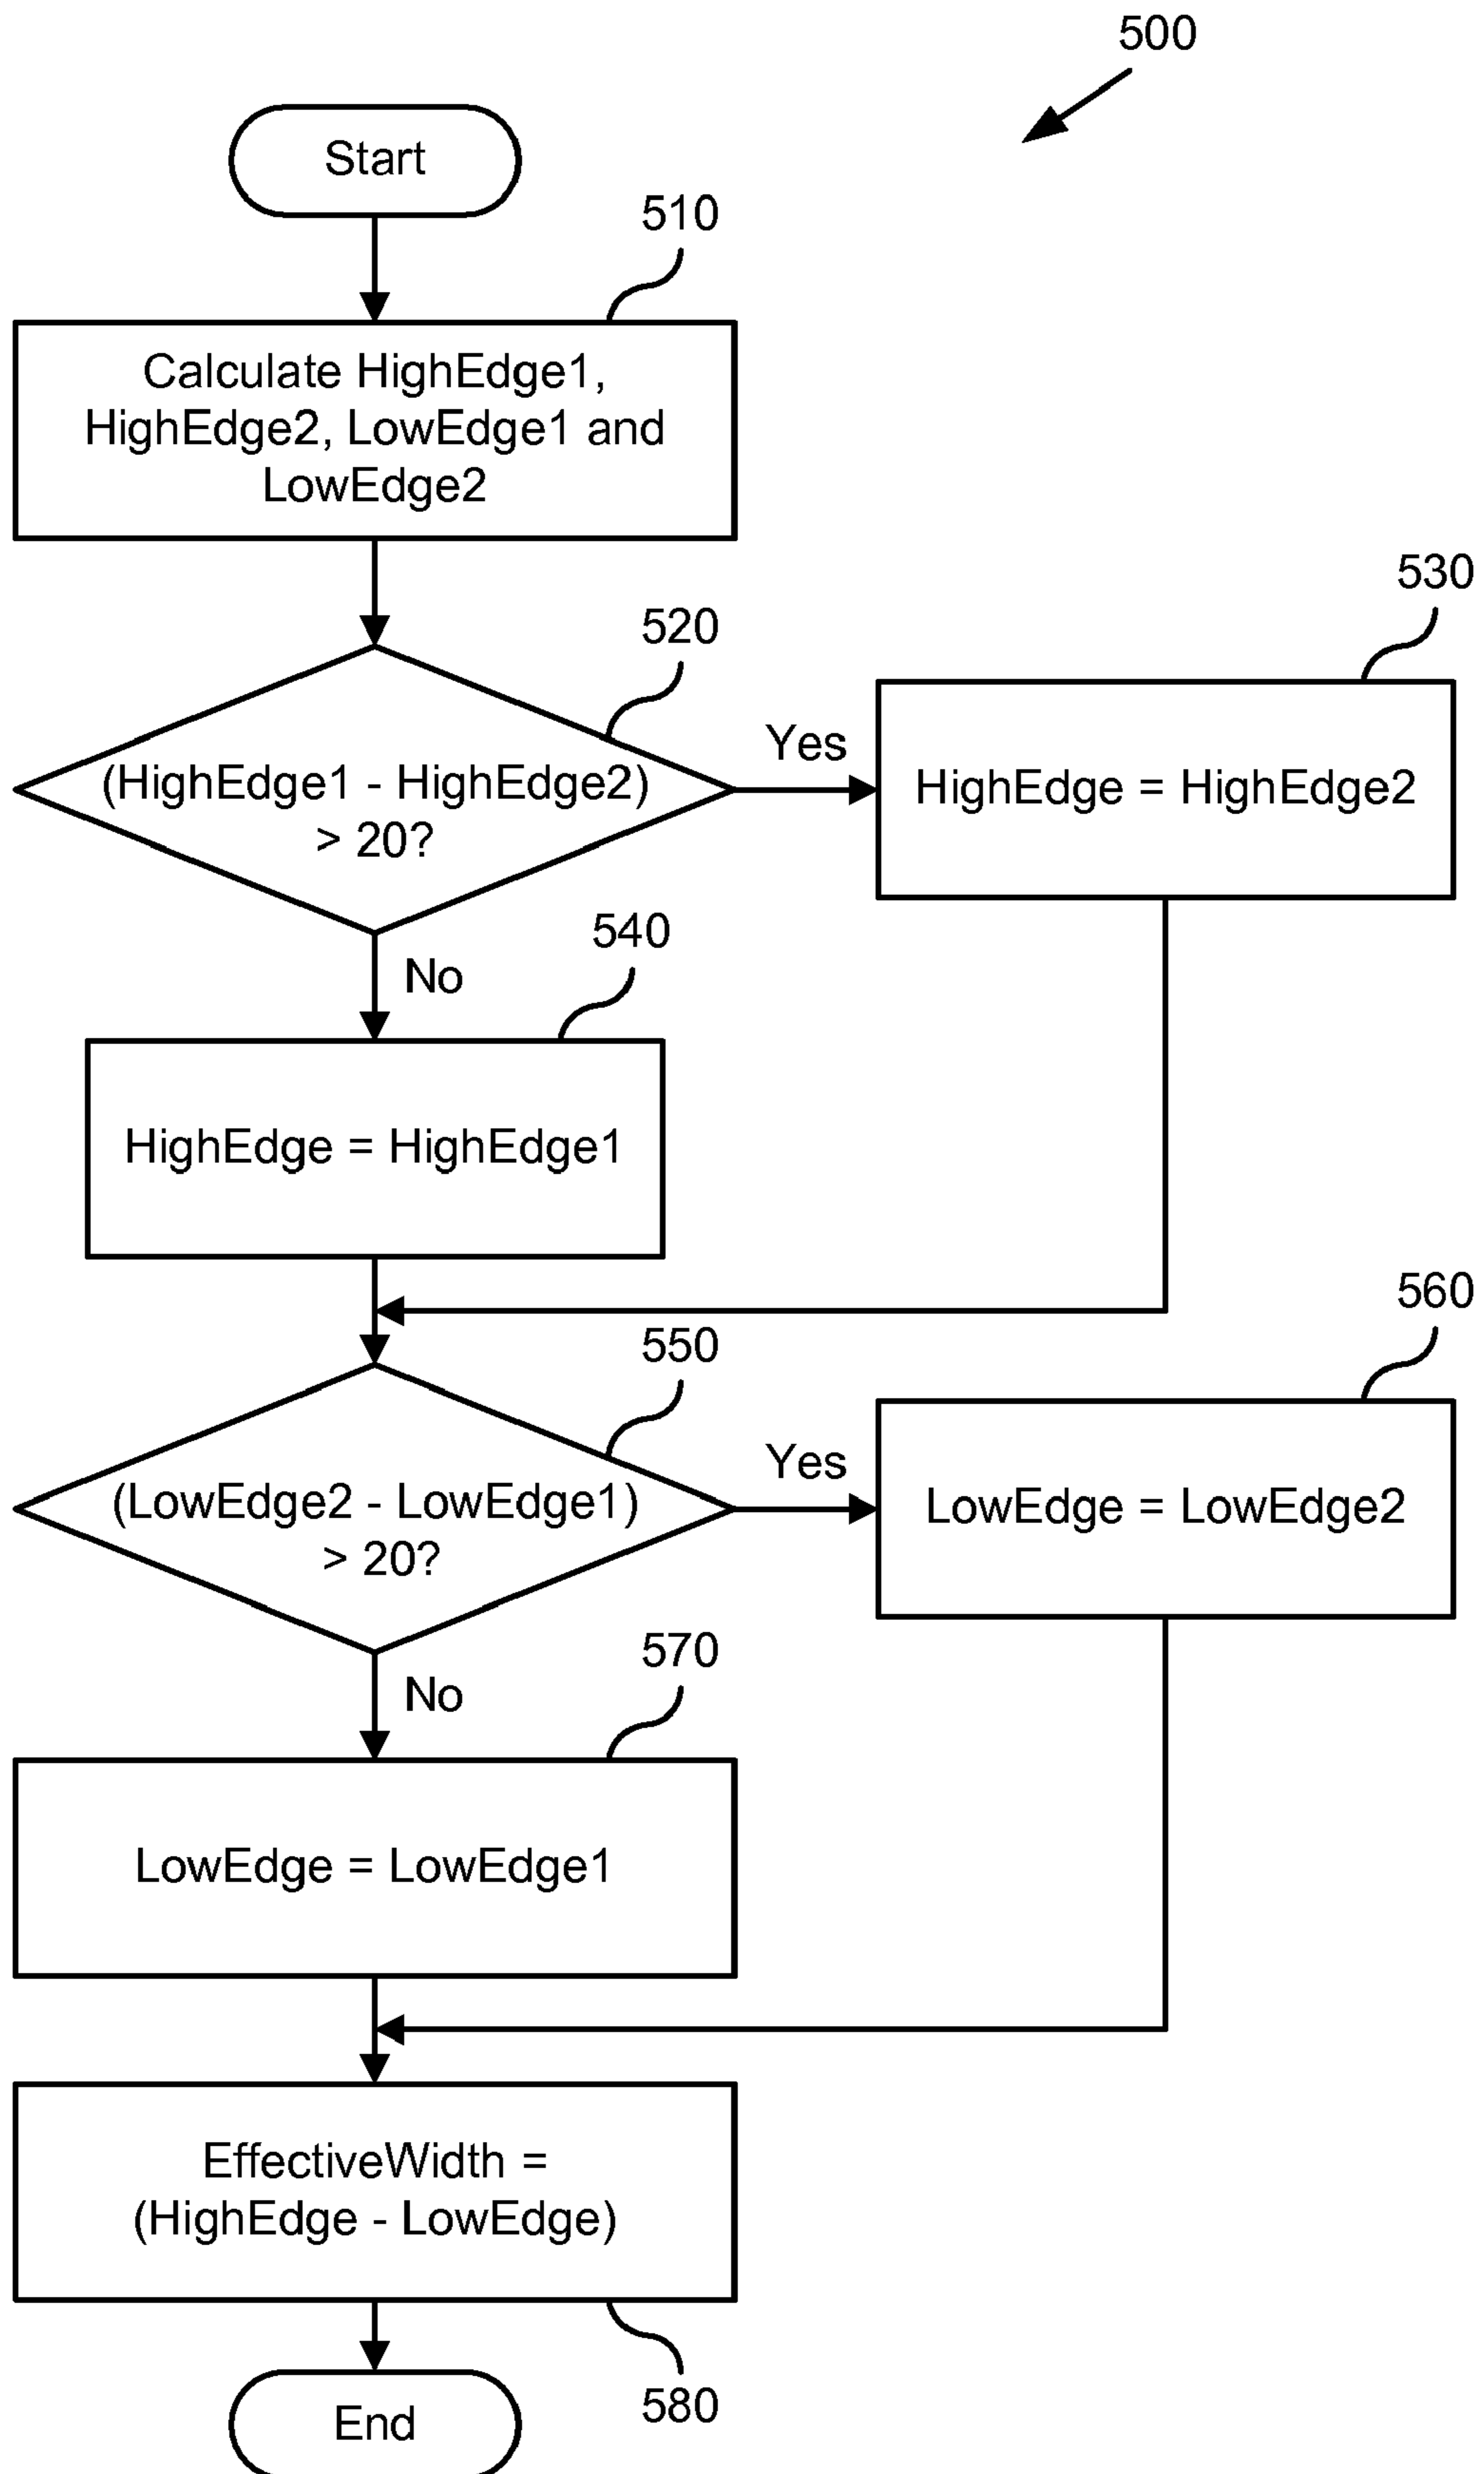 500
Start
510
Calculate HighEdge1,
HighEdge2, LowEdge1 and
LowEdge2
520
(HighEdge1 - HighEdge2)
> 20?
Yes
530
HighEdge = HighEdge2
No
540
HighEdge = HighEdge1
550
(LowEdge2 - LowEdge1)
> 20?
Yes
560
LowEdge = LowEdge2
No
570
LowEdge = LowEdge1
EffectiveWidth =
(HighEdge - LowEdge)
580
End